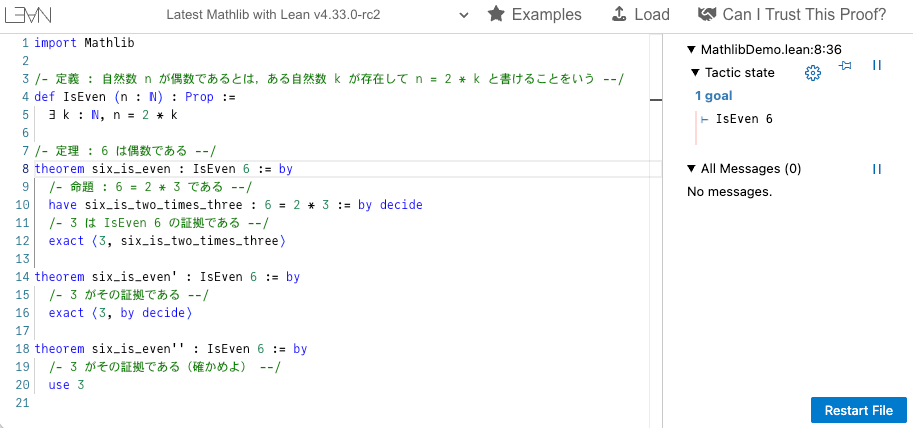 LEAN
Latest Mathlib with Lean v4.33.0-rc2
Examples
Load
Can I Trust This Proof?
1 import Mathlib
2
3 /- 定義 : 自然数 n が偶数であるとは，ある自然数 k が存在して n = 2 * k と書けることをいう --/
4 def IsEven (n : ℕ) : Prop :=
5   ∃ k : ℕ, n = 2 * k
6
7 /- 定理 : 6 は偶数である --/
8 theorem six_is_even : IsEven 6 := by
9   /- 命題 : 6 = 2 * 3 である --/
10   have six_is_two_times_three : 6 = 2 * 3 := by decide
11   /- 3 は IsEven 6 の証拠である --/
12   exact ⟨3, six_is_two_times_three⟩
13
14 theorem six_is_even' : IsEven 6 := by
15   /- 3 がその証拠である --/
16   exact ⟨3, by decide⟩
17
18 theorem six_is_even'' : IsEven 6 := by
19   /- 3 がその証拠である（確かめよ） --/
20   use 3
21
MathlibDemo.lean:8:36
Tactic state
1 goal
⊢ IsEven 6
All Messages (0)
No messages.
Restart File